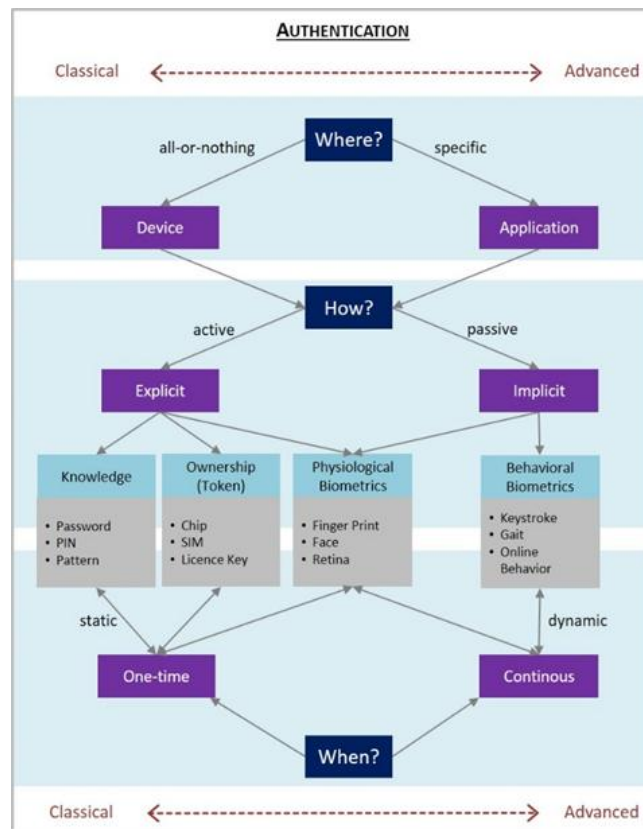 AUTHENTICATION
Classical Advanced
Where?
all-or-nothing specific
Device Application
How?
active passive
Explicit Implicit
Knowledge
• Password
• PIN
• Pattern
Ownership
(Token)
• Chip
• SIM
• Licence Key
Physiological
Biometrics
• Finger Print
• Face
• Retina
Behavioral
Biometrics
• Keystroke
• Gait
• Online
Behavior
static dynamic
One-time Continous
When?
Classical Advanced